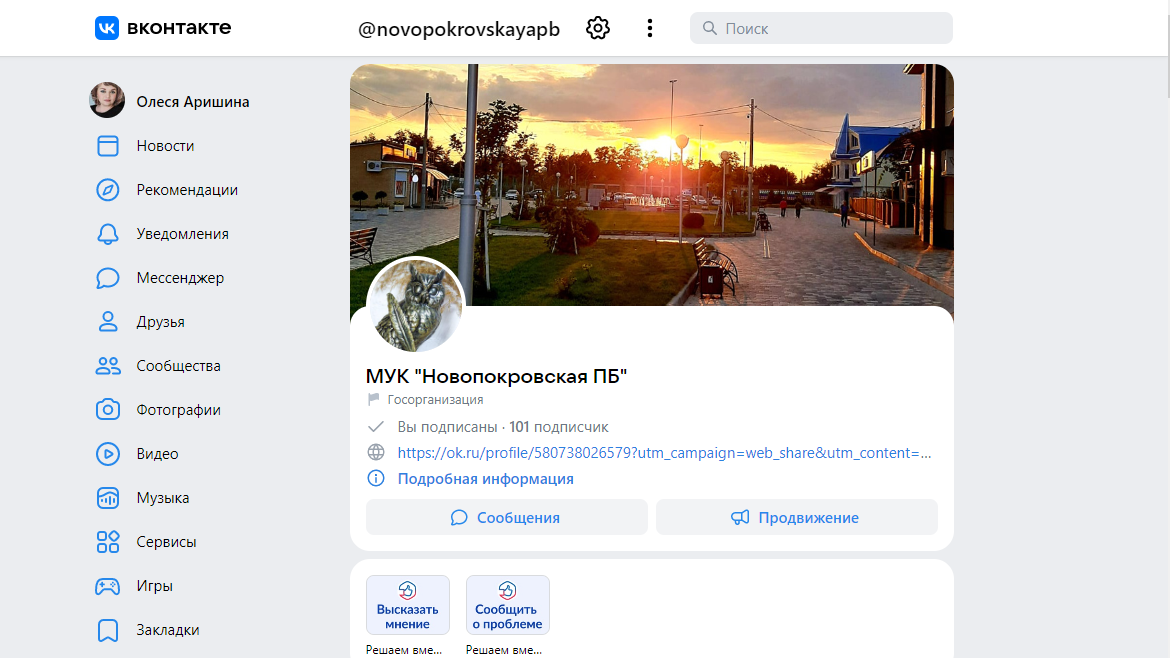 вконтакте
@novopokrovskayapb
Поиск
Олеся Аришина
Новости
Рекомендации
Уведомления
Мессенджер
Друзья
Сообщества
Фотографии
Видео
Музыка
Сервисы
Игры
Закладки
МУК "Новопокровская ПБ"
Госорганизация
Вы подписаны · 101 подписчик
https://ok.ru/profile/580738026579?utm_campaign=web_share&utm_content=...
Подробная информация
Сообщения
Продвижение
Высказать
мнение
Сообщить
о проблеме
Решаем вме...
Решаем вме...